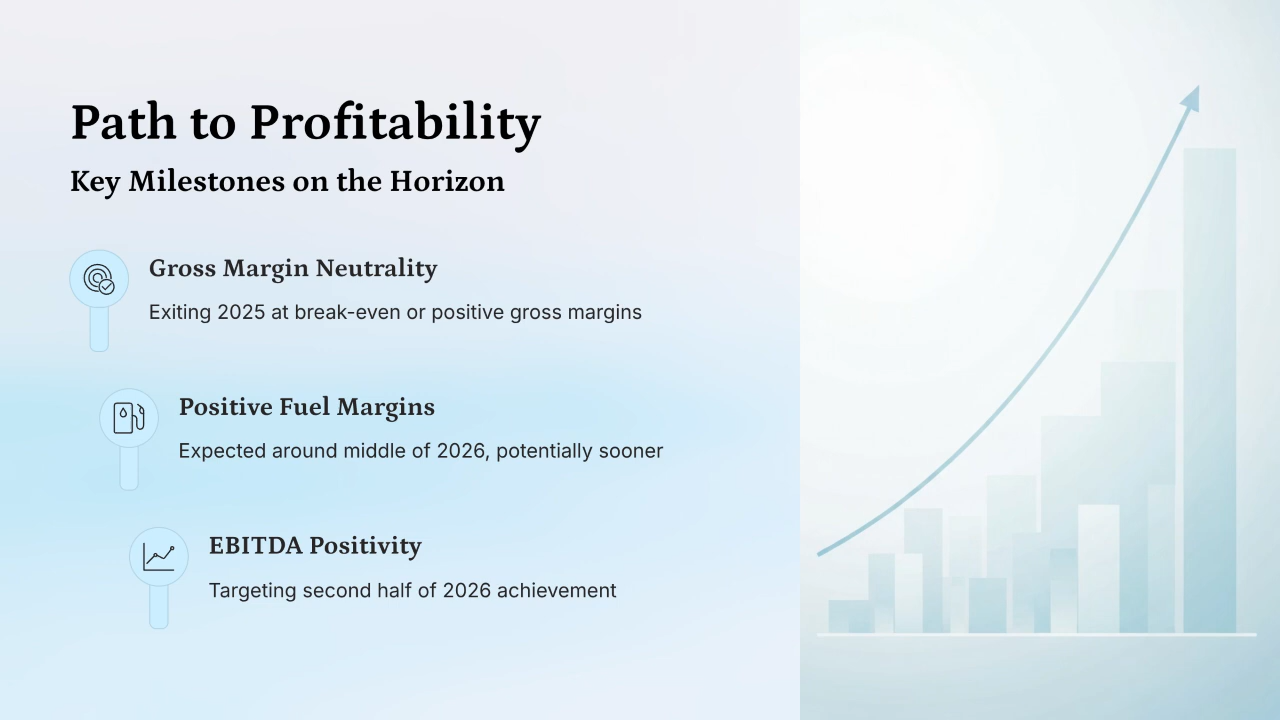 Path to Profitability
Key Milestones on the Horizon
Gross Margin Neutrality
Exiting 2025 at break-even or positive gross margins
Positive Fuel Margins
Expected around middle of 2026, potentially sooner
EBITDA Positivity
Targeting second half of 2026 achievement